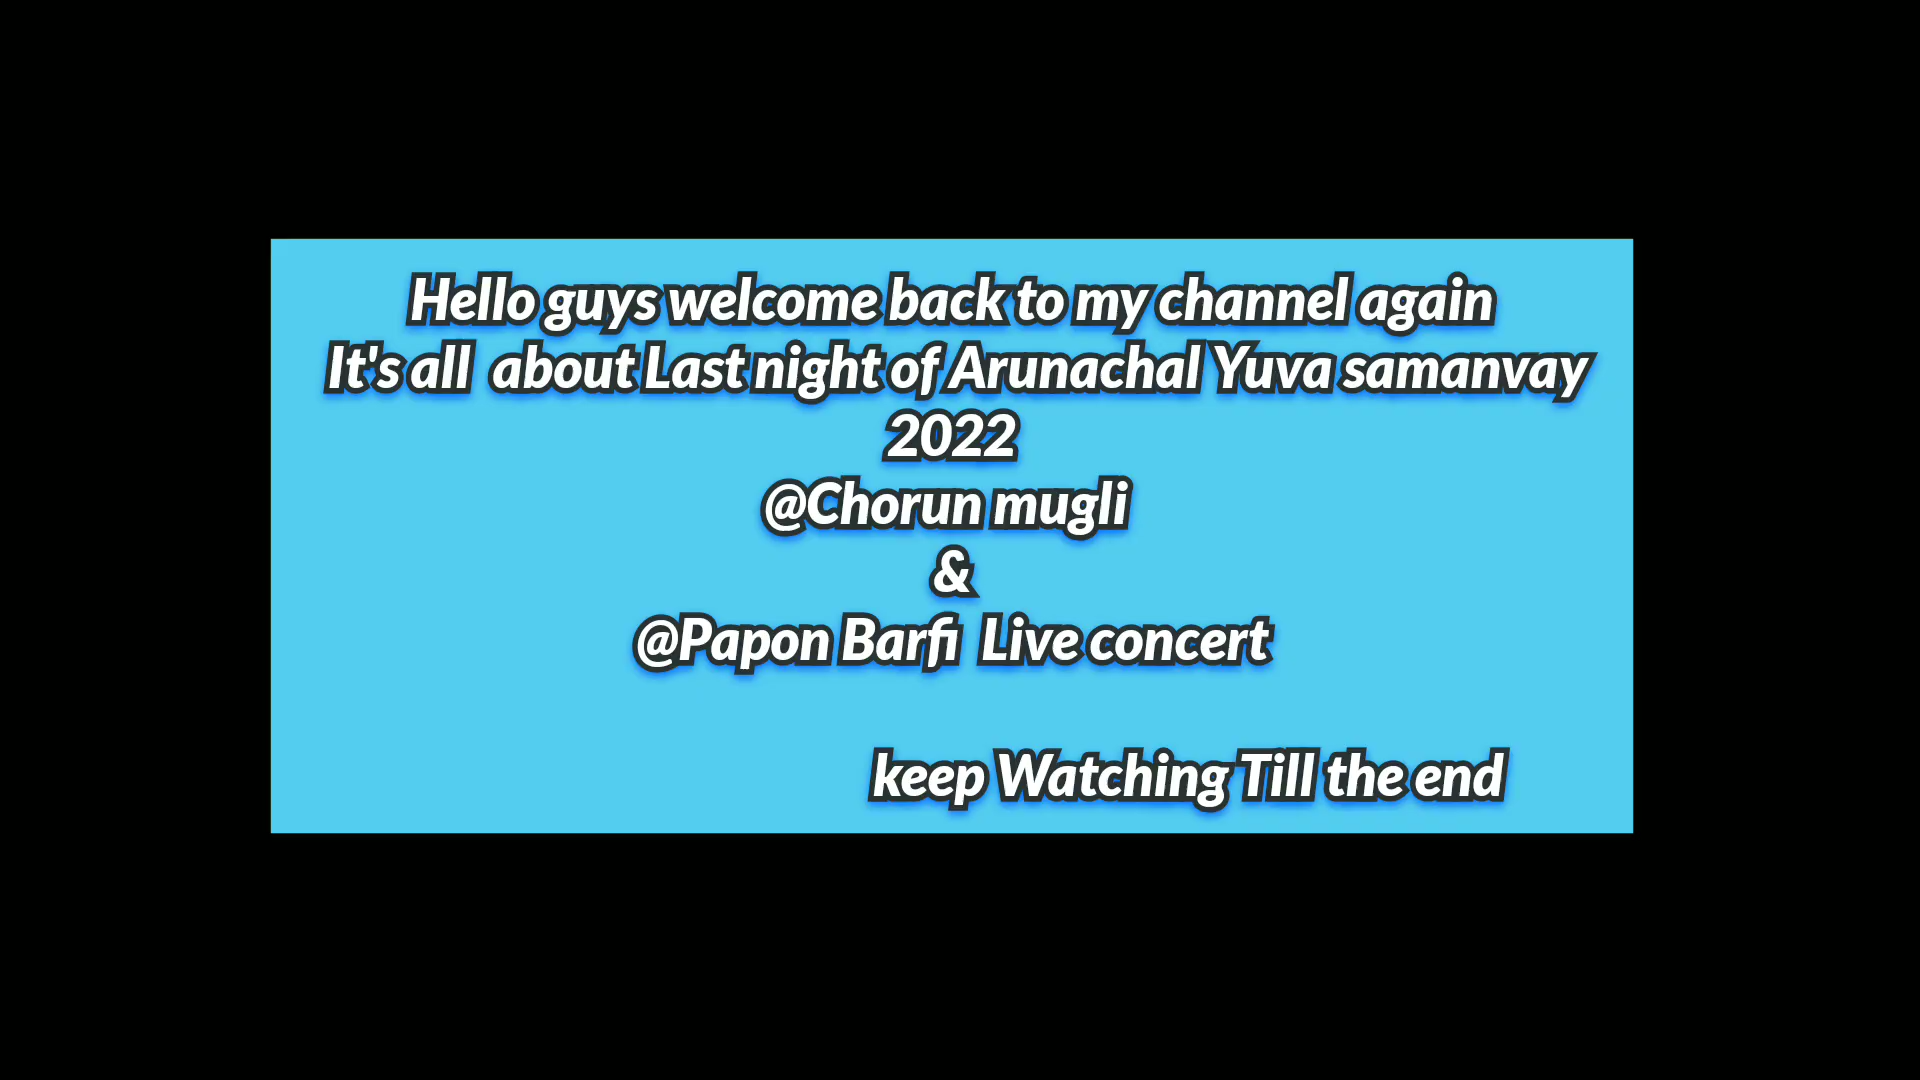 Hello guys welcome back to my channel again
It's all  about Last night of Arunachal Yuva samanvay
2022
@Chorun mugli
&
@Papon Barfi  Live concert
keep Watching Till the end